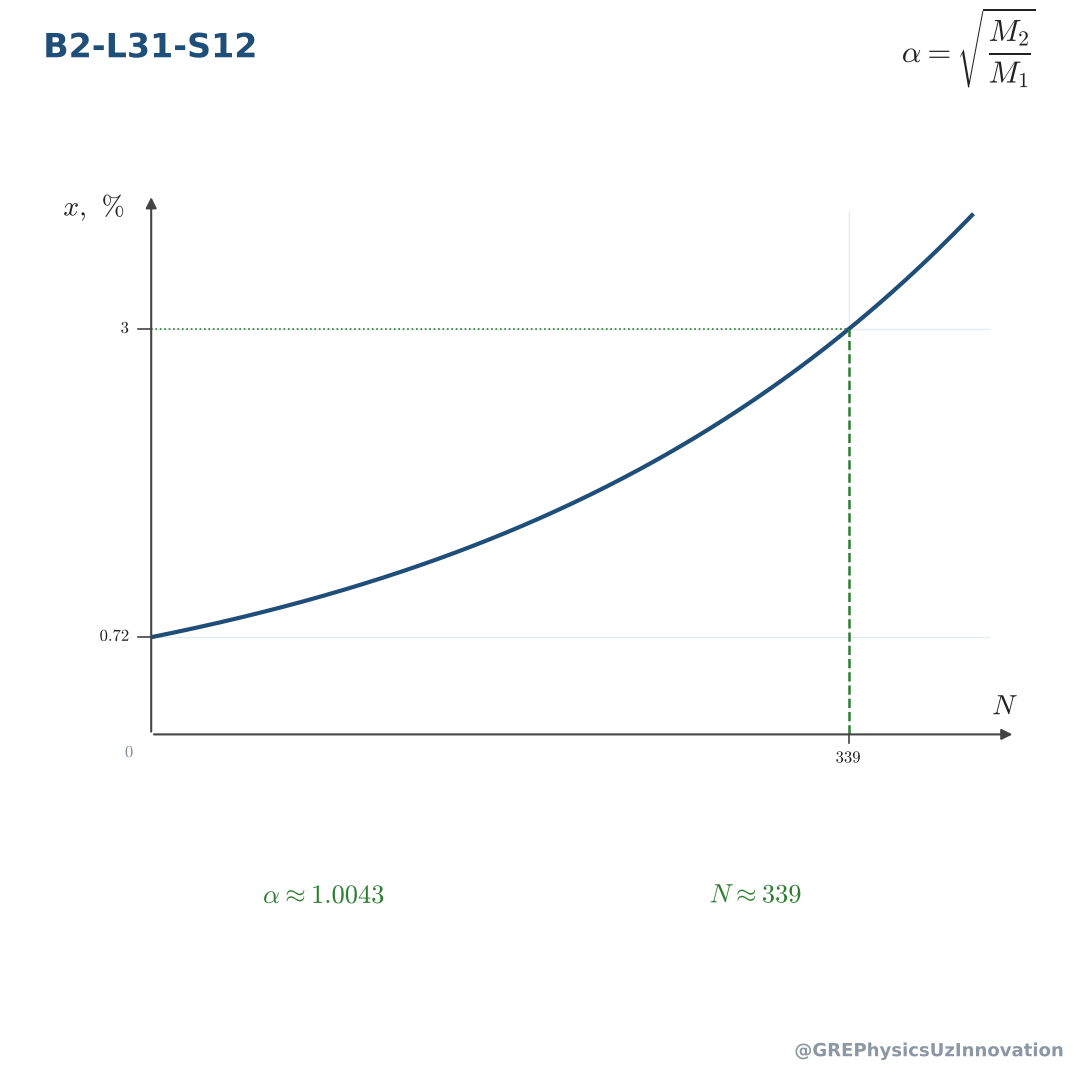 B2-L31-S12
α = √(M₂/M₁)
x, %
3
0.72
N
0
339
α ≈ 1.0043
N ≈ 339
@GREPhysicsUzInnovation